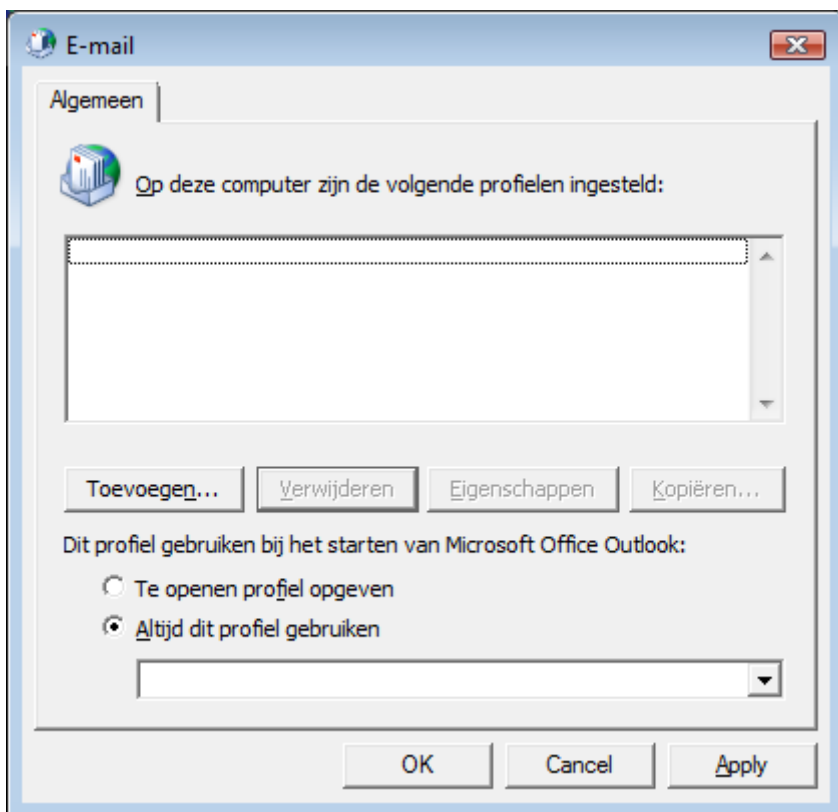 E-mail
Algemeen
Op deze computer zijn de volgende profielen ingesteld:
Toevoegen... Verwijderen Eigenschappen Kopiëren...
Dit profiel gebruiken bij het starten van Microsoft Office Outlook:
Te openen profiel opgeven
Altijd dit profiel gebruiken
OK Cancel Apply